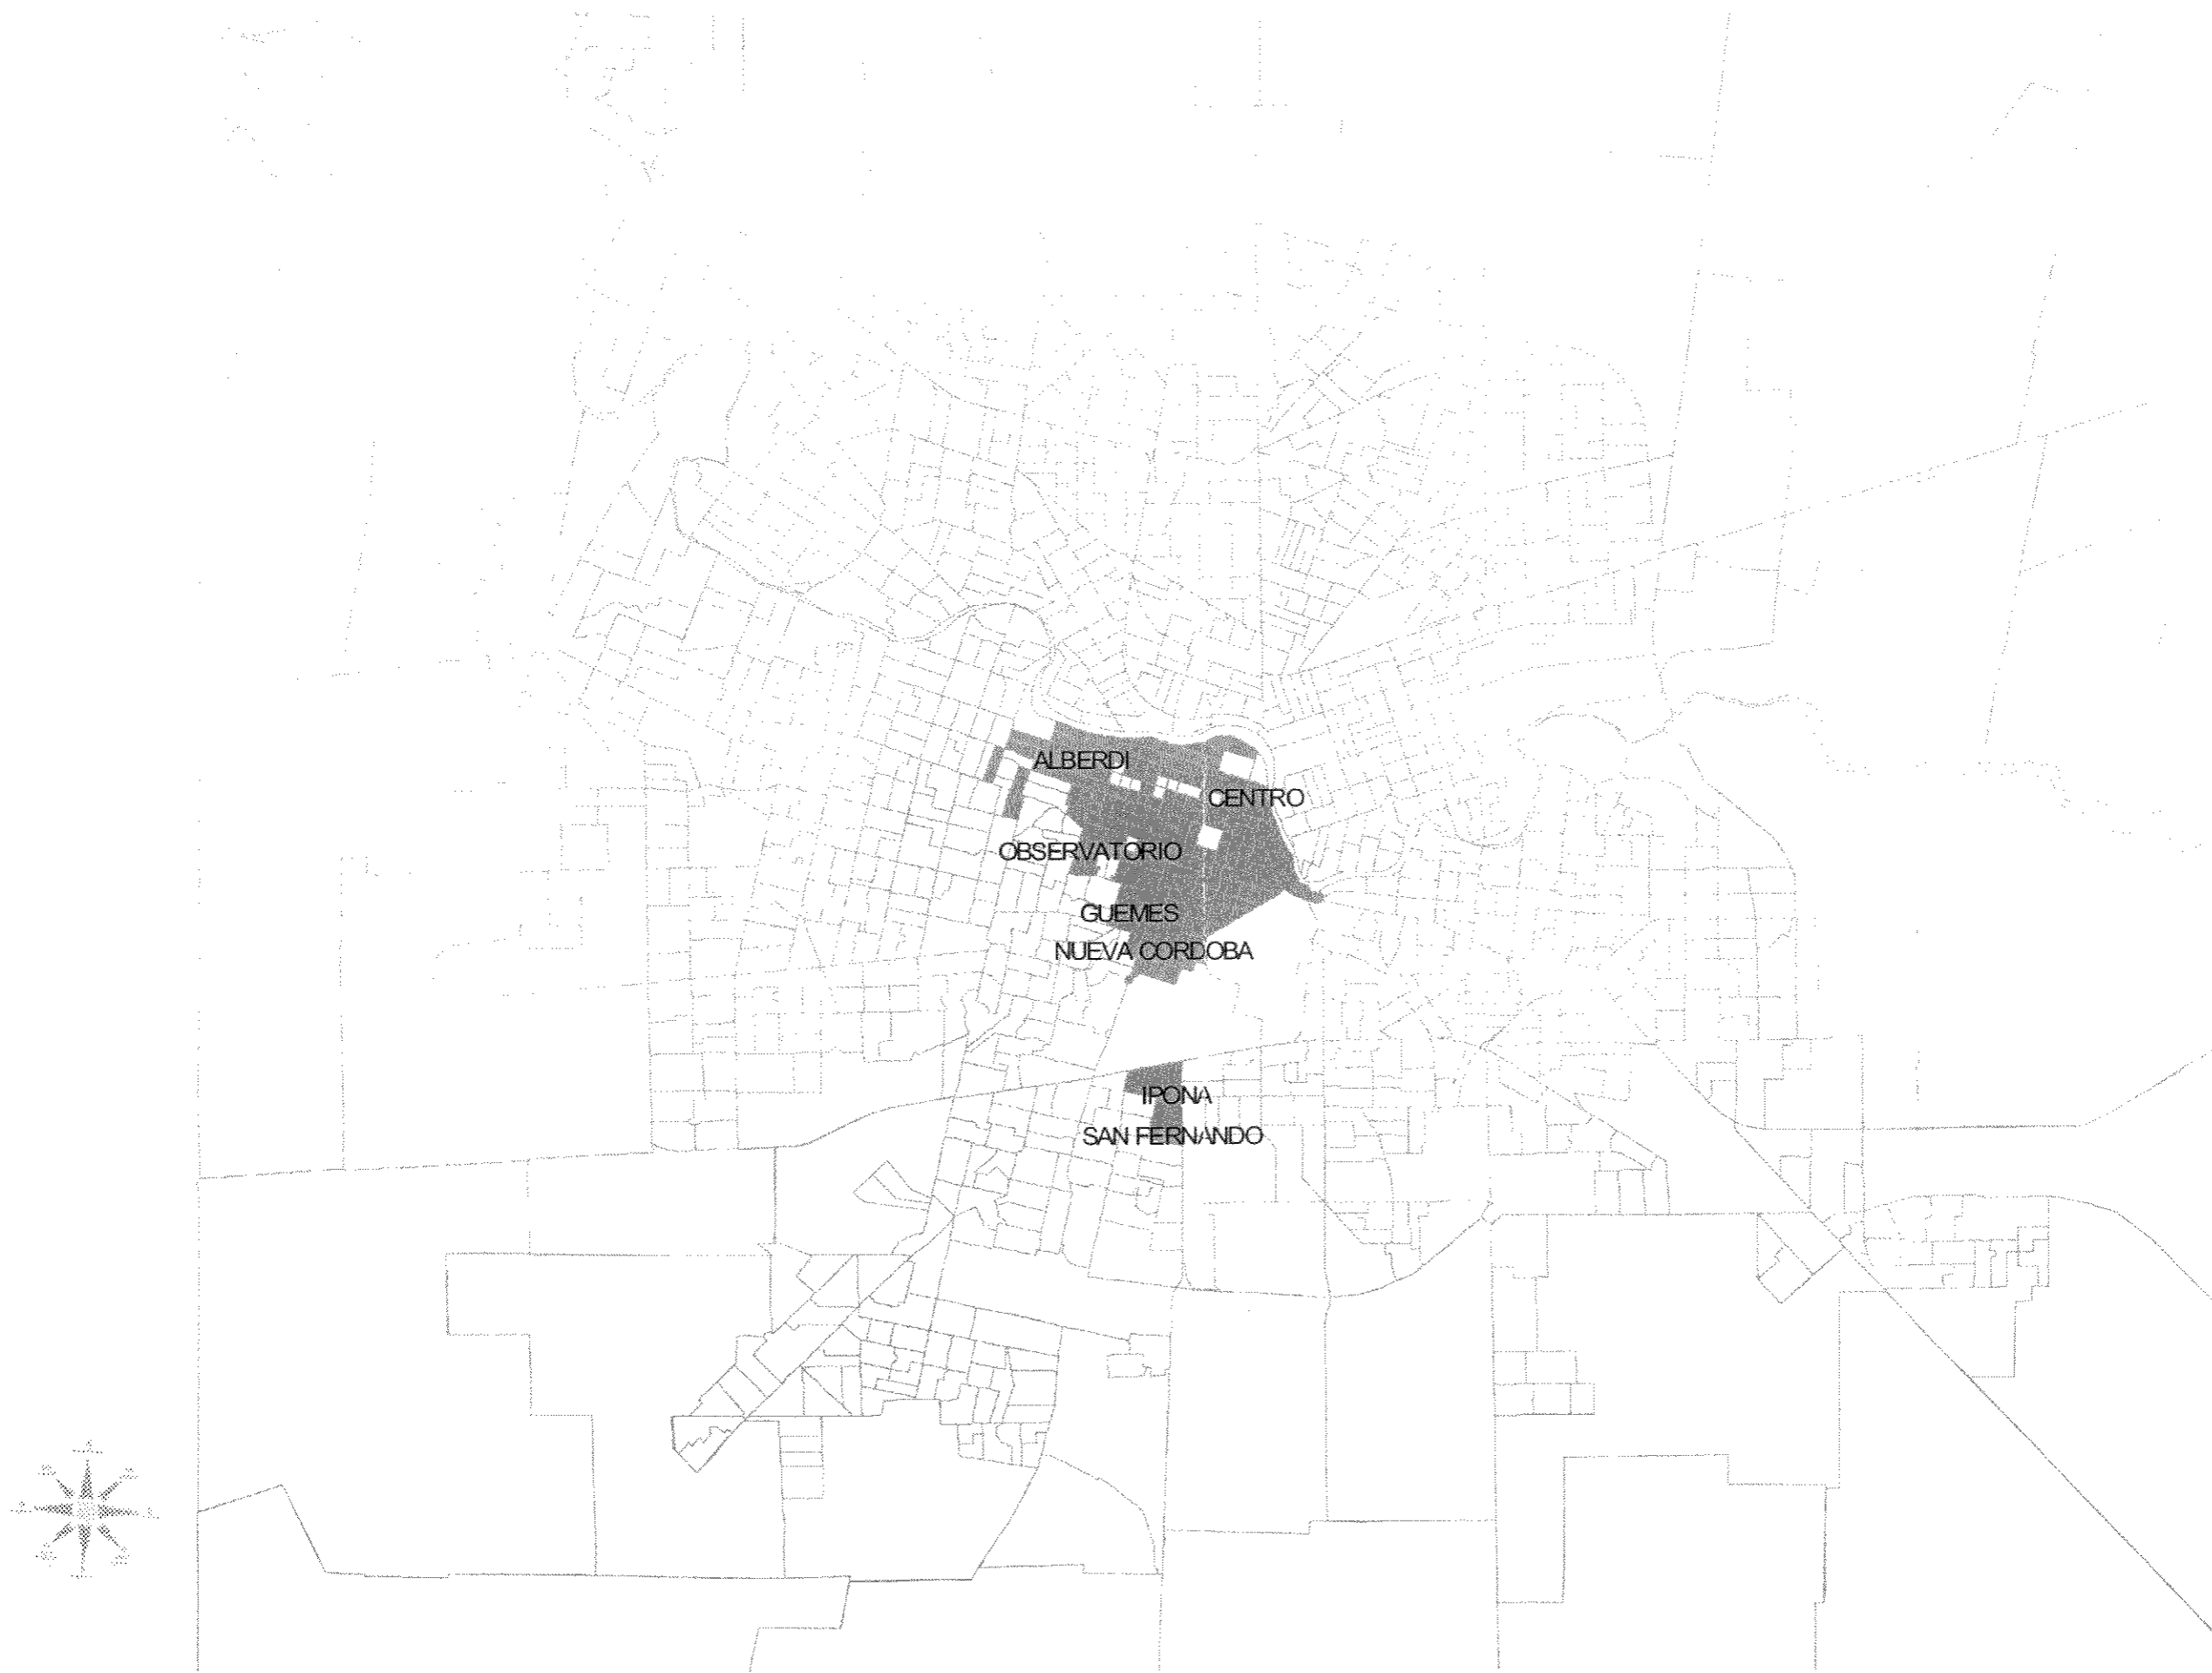 ALBERDI
CENTRO
OBSERVATORIO
GUEMES
NUEVA CORDOBA
IPONA
SAN FERNANDO